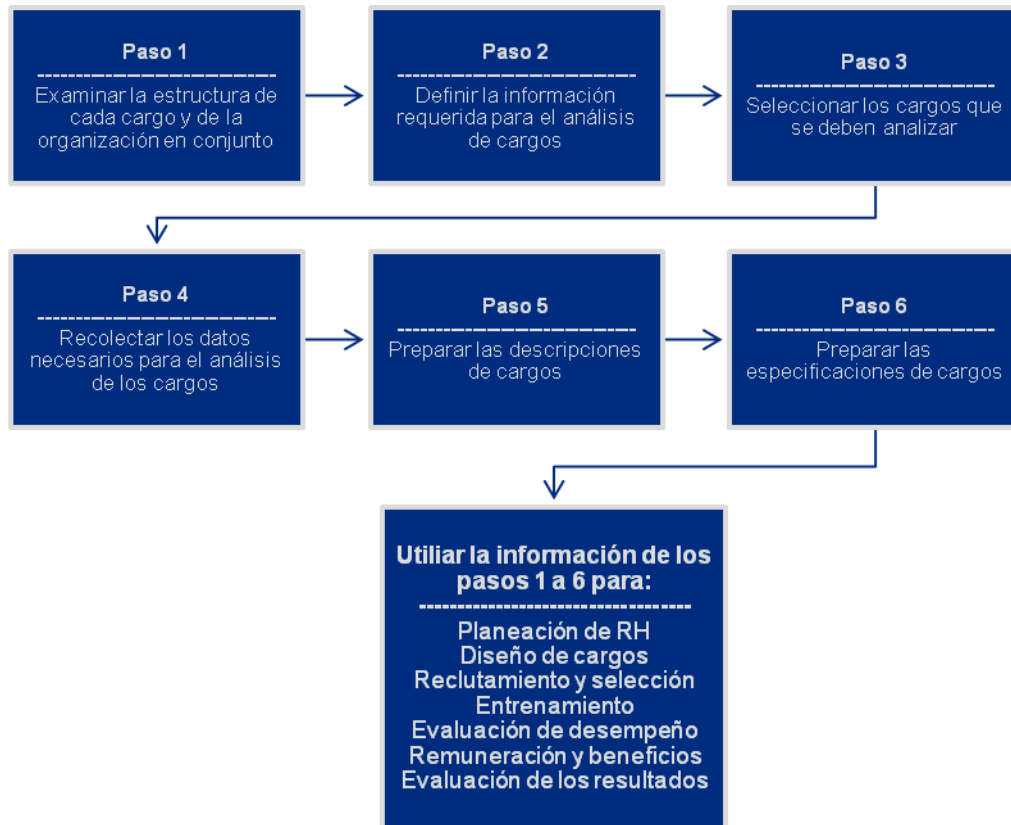 Paso 1
------------------------------
Examinar la estructura de
cada cargo y de la
organización en conjunto
Paso 2
------------------------------
Definir la información
requerida para el análisis
de cargos
Paso 3
------------------------------
Seleccionar los cargos que
se deben analizar
Paso 4
------------------------------
Recolectar los datos
necesarios para el análisis
de los cargos
Paso 5
------------------------------
Preparar las descripciones
de cargos
Paso 6
------------------------------
Preparar las
especificaciones de cargos
Utiliar la información de los
pasos 1 a 6 para:
----------------------------------
Planeación de RH
Diseño de cargos
Reclutamiento y selección
Entrenamiento
Evaluación de desempeño
Remuneración y beneficios
Evaluación de los resultados